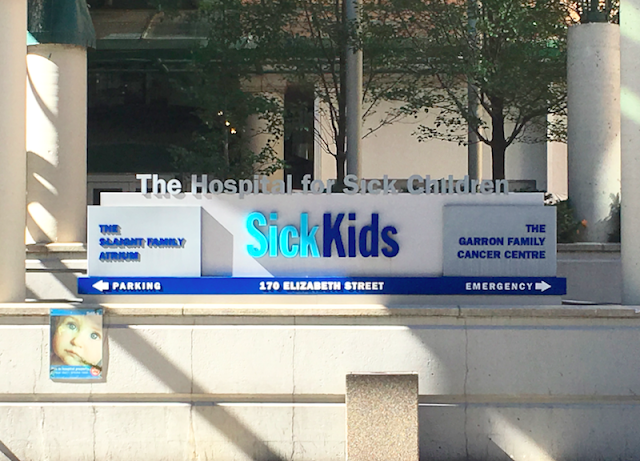 The Hospital for Sick Children
THE
SLAIGHT FAMILY
ATRIUM
SickKids
THE
GARRON FAMILY
CANCER CENTRE
PARKING
170 ELIZABETH STREET
EMERGENCY